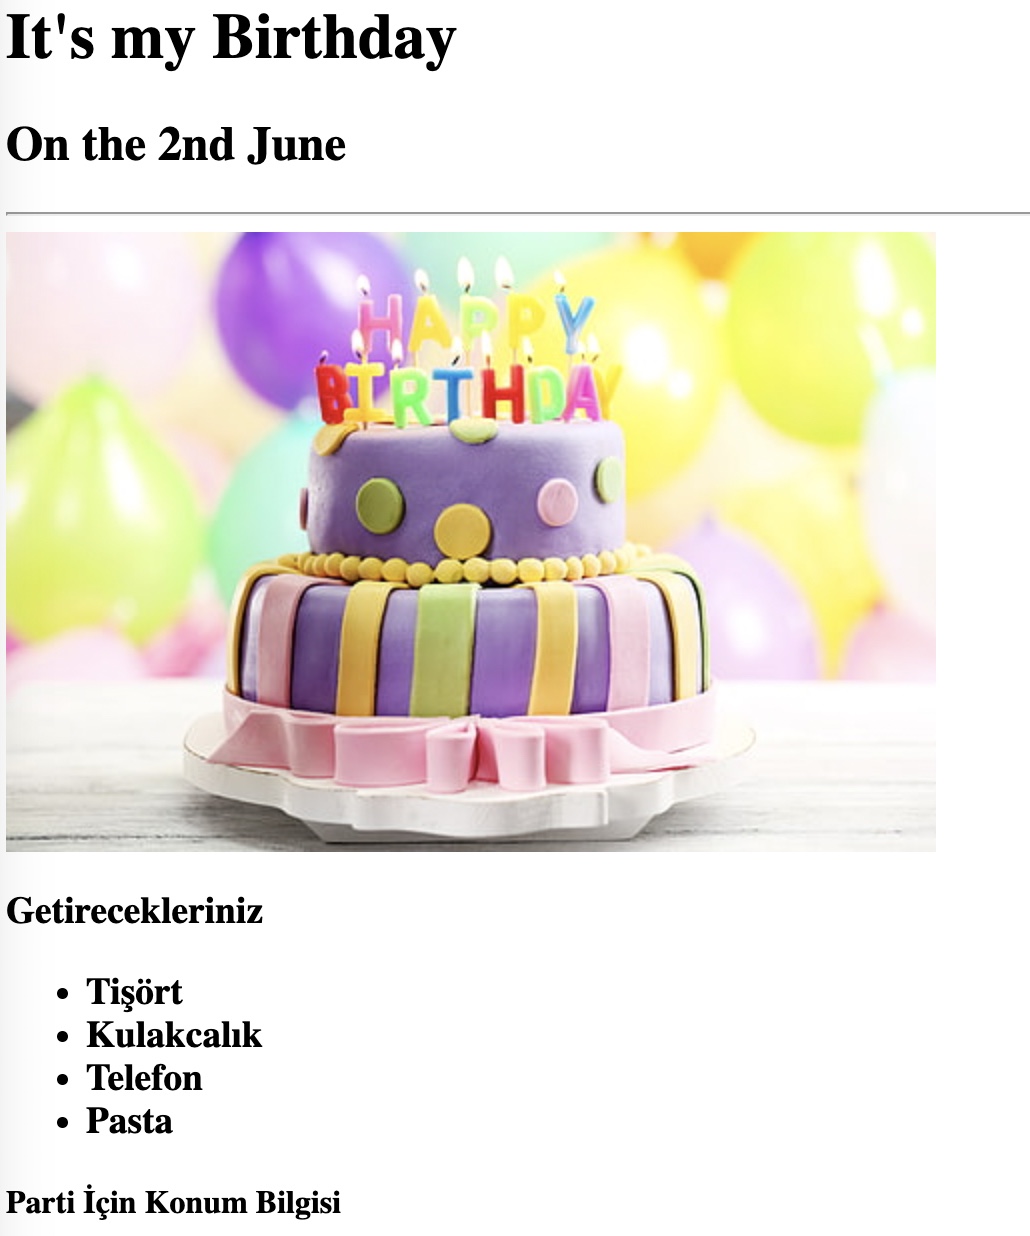 It's my Birthday
On the 2nd June
HAPPY
BIRTHDAY
Getirecekleriniz
Tişört
Kulakcalık
Telefon
Pasta
Parti İçin Konum Bilgisi